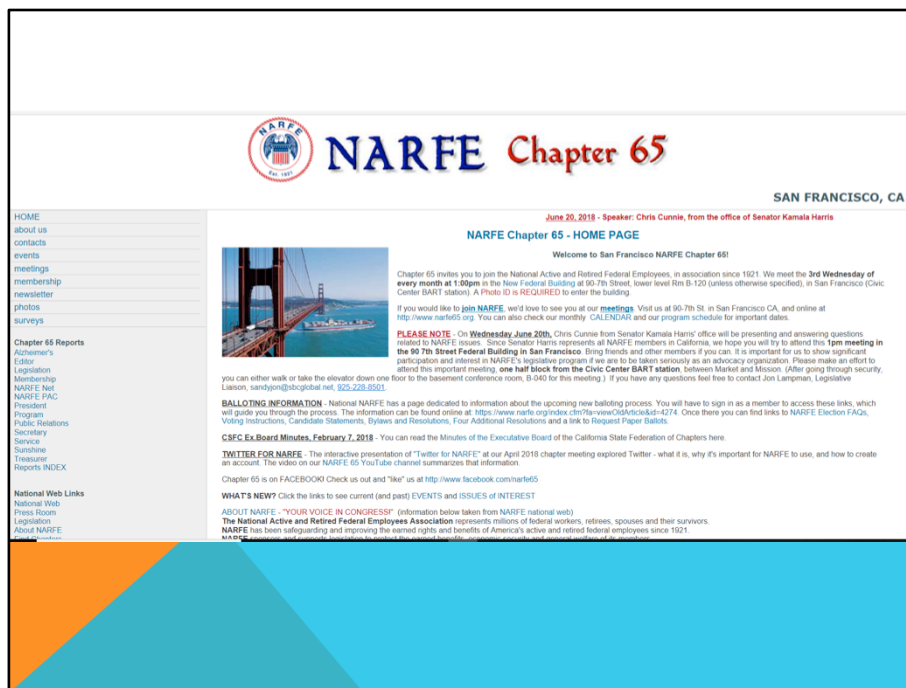 NARFE
Est. 1921
NARFE Chapter 65
SAN FRANCISCO, CA
HOME
about us
contacts
events
meetings
membership
newsletter
photos
surveys
Chapter 65 Reports
Alzheimer's
Editor
Legislation
Membership
NARFE Net
NARFE PAC
President
Program
Public Relations
Secretary
Service
Sunshine
Treasurer
Reports INDEX
National Web Links
National Web
Press Room
Legislation
About NARFE
Find Chapters
June 20, 2018 - Speaker: Chris Cunnie, from the office of Senator Kamala Harris
NARFE Chapter 65 - HOME PAGE
Welcome to San Francisco NARFE Chapter 65!
Chapter 65 invites you to join the National Active and Retired Federal Employees, in association since 1921. We meet the 3rd Wednesday of
every month at 1:00pm in the New Federal Building at 90-7th Street, lower level Rm B-120 (unless otherwise specified), in San Francisco (Civic
Center BART station). A Photo ID is REQUIRED to enter the building.
If you would like to join NARFE, we'd love to see you at our meetings. Visit us at 90-7th St. in San Francisco CA, and online at
http://www.narfe65.org. You can also check our monthly CALENDAR and our program schedule for important dates.
PLEASE NOTE - On Wednesday June 20th, Chris Cunnie from Senator Kamala Harris' office will be presenting and answering questions
related to NARFE issues. Since Senator Harris represents all NARFE members in California, we hope you will try to attend this 1pm meeting in
the 90 7th Street Federal Building in San Francisco. Bring friends and other members if you can. It is important for us to show significant
participation and interest in NARFE's legislative program if we are to be taken seriously as an advocacy organization. Please make an effort to
attend this important meeting, one half block from the Civic Center BART station, between Market and Mission. (After going through security,
you can either walk or take the elevator down one floor to the basement conference room, B-040 for this meeting.) If you have any questions feel free to contact Jon Lampman, Legislative
Liaison, sandyjon@sbcglobal.net, 925-228-8501.
BALLOTING INFORMATION - National NARFE has a page dedicated to information about the upcoming new balloting process. You will have to sign in as a member to access these links, which
will guide you through the process. The information can be found online at: https://www.narfe.org/index.cfm?fa=viewOldArticle&id=4274. Once there you can find links to NARFE Election FAQs,
Voting Instructions, Candidate Statements, Bylaws and Resolutions, Four Additional Resolutions and a link to Request Paper Ballots.
CSFC Ex.Board Minutes, February 7, 2018 - You can read the Minutes of the Executative Board of the California State Federation of Chapters here.
TWITTER FOR NARFE - The interactive presentation of "Twitter for NARFE" at our April 2018 chapter meeting explored Twitter - what it is, why it's important for NARFE to use, and how to create
an account. The video on our NARFE 65 YouTube channel summarizes that information.
Chapter 65 is on FACEBOOK! Check us out and "like" us at http://www.facebook.com/narfe65
WHAT'S NEW? Click the links to see current (and past) EVENTS and ISSUES of INTEREST
ABOUT NARFE - "YOUR VOICE IN CONGRESS!" (information below taken from NARFE national web)
The National Active and Retired Federal Employees Association represents millions of federal workers, retirees, spouses and their survivors.
NARFE has been safeguarding and improving the earned rights and benefits of America's active and retired federal employees since 1921.
NARFE sponsors and supports legislation to protect the earned benefits, economic security and general welfare of its members.